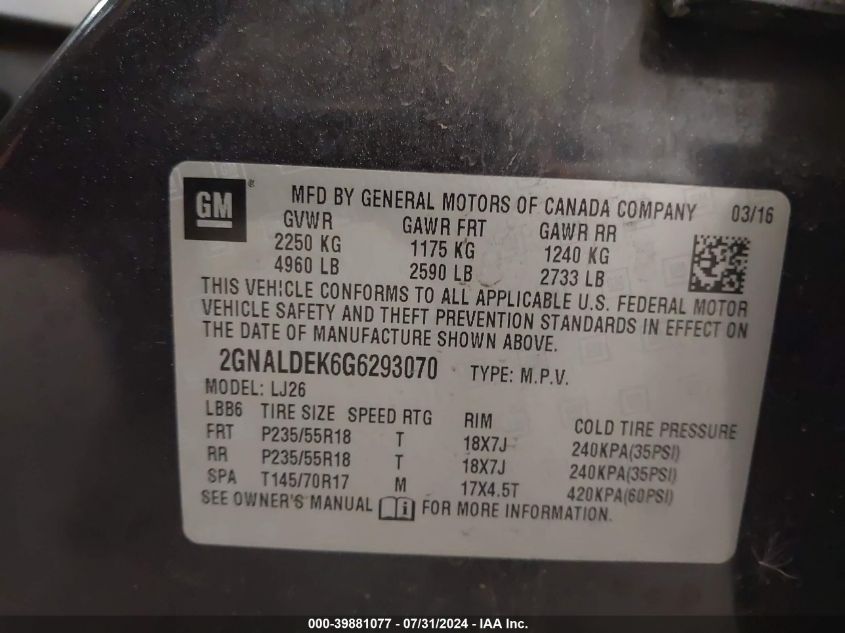 GM ® MFD BY GENERAL MOTORS OF CANADA COMPANY 03/16
GVWR GAWR FRT GAWR RR
2250 KG 1175 KG 1240 KG
4960 LB 2590 LB 2733 LB
THIS VEHICLE CONFORMS TO ALL APPLICABLE U.S. FEDERAL MOTOR
VEHICLE SAFETY AND THEFT PREVENTION STANDARDS IN EFFECT ON
THE DATE OF MANUFACTURE SHOWN ABOVE.
2GNALDEK6G6293070 TYPE: M.P.V.
MODEL: LJ26
LBB6 TIRE SIZE SPEED RTG RIM COLD TIRE PRESSURE
FRT P235/55R18 T 18X7J 240KPA(35PSI)
RR P235/55R18 T 18X7J 240KPA(35PSI)
SPA T145/70R17 M 17X4.5T 420KPA(60PSI)
SEE OWNER'S MANUAL i FOR MORE INFORMATION.
000-39881077 - 07/31/2024 - IAA Inc.